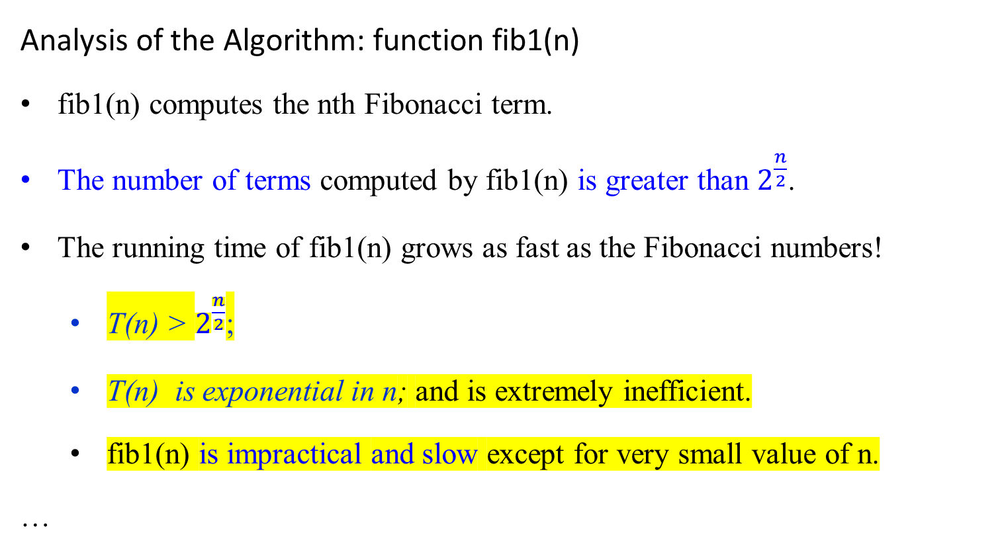 Analysis of the Algorithm: function fib1(n)
• fib1(n) computes the nth Fibonacci term.
• The number of terms computed by fib1(n) is greater than $2^{\frac{n}{2}}$.
• The running time of fib1(n) grows as fast as the Fibonacci numbers!
• T(n) > $2^{\frac{n}{2}}$;
• T(n) is exponential in n; and is extremely inefficient.
• fib1(n) is impractical and slow except for very small value of n.
…